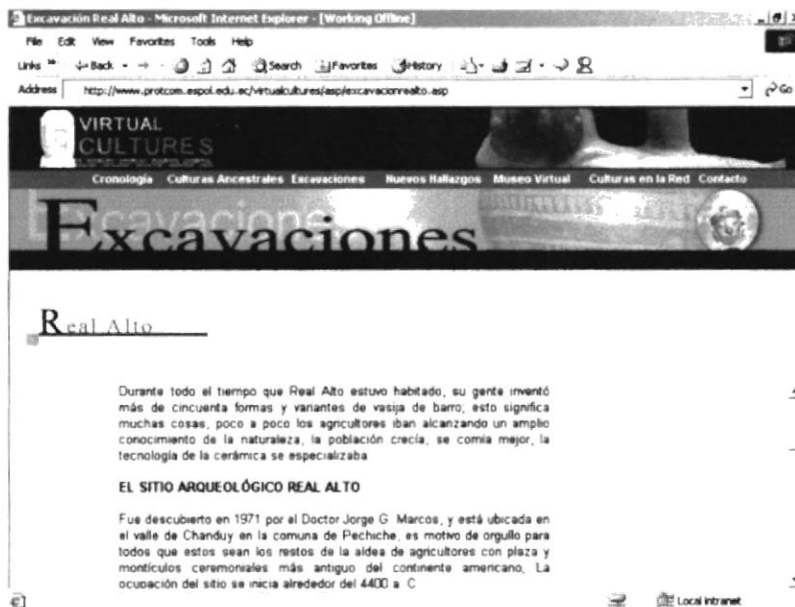 Excavación Real Alto - Microsoft Internet Explorer - [Working Offline]
File Edit View Favorites Tools Help
Links » Back Search Favorites History
Address http://www.protcom.espol.edu.ec/virtualcultures/asp/excavacionrealto.asp Go
VIRTUAL
CULTURES
Cronología Culturas Ancestrales Excavaciones Nuevos Hallazgos Museo Virtual Culturas en la Red Contacto
Excavaciones
Excavaciones
Real Alto
Durante todo el tiempo que Real Alto estuvo habitado, su gente inventó
más de cincuenta formas y variantes de vasija de barro, esto significa
muchas cosas, poco a poco los agricultores iban alcanzando un amplio
conocimiento de la naturaleza, la población crecía, se comía mejor, la
tecnología de la cerámica se especializaba
EL SITIO ARQUEOLÓGICO REAL ALTO
Fue descubierto en 1971 por el Doctor Jorge G. Marcos, y está ubicada en
el valle de Chanduy en la comuna de Pechiche, es motivo de orgullo para
todos que estos sean los restos de la aldea de agricultores con plaza y
montículos ceremoniales más antiguo del continente americano, La
ocupación del sitio se inicia alrededor del 4400 a. C
Local intranet